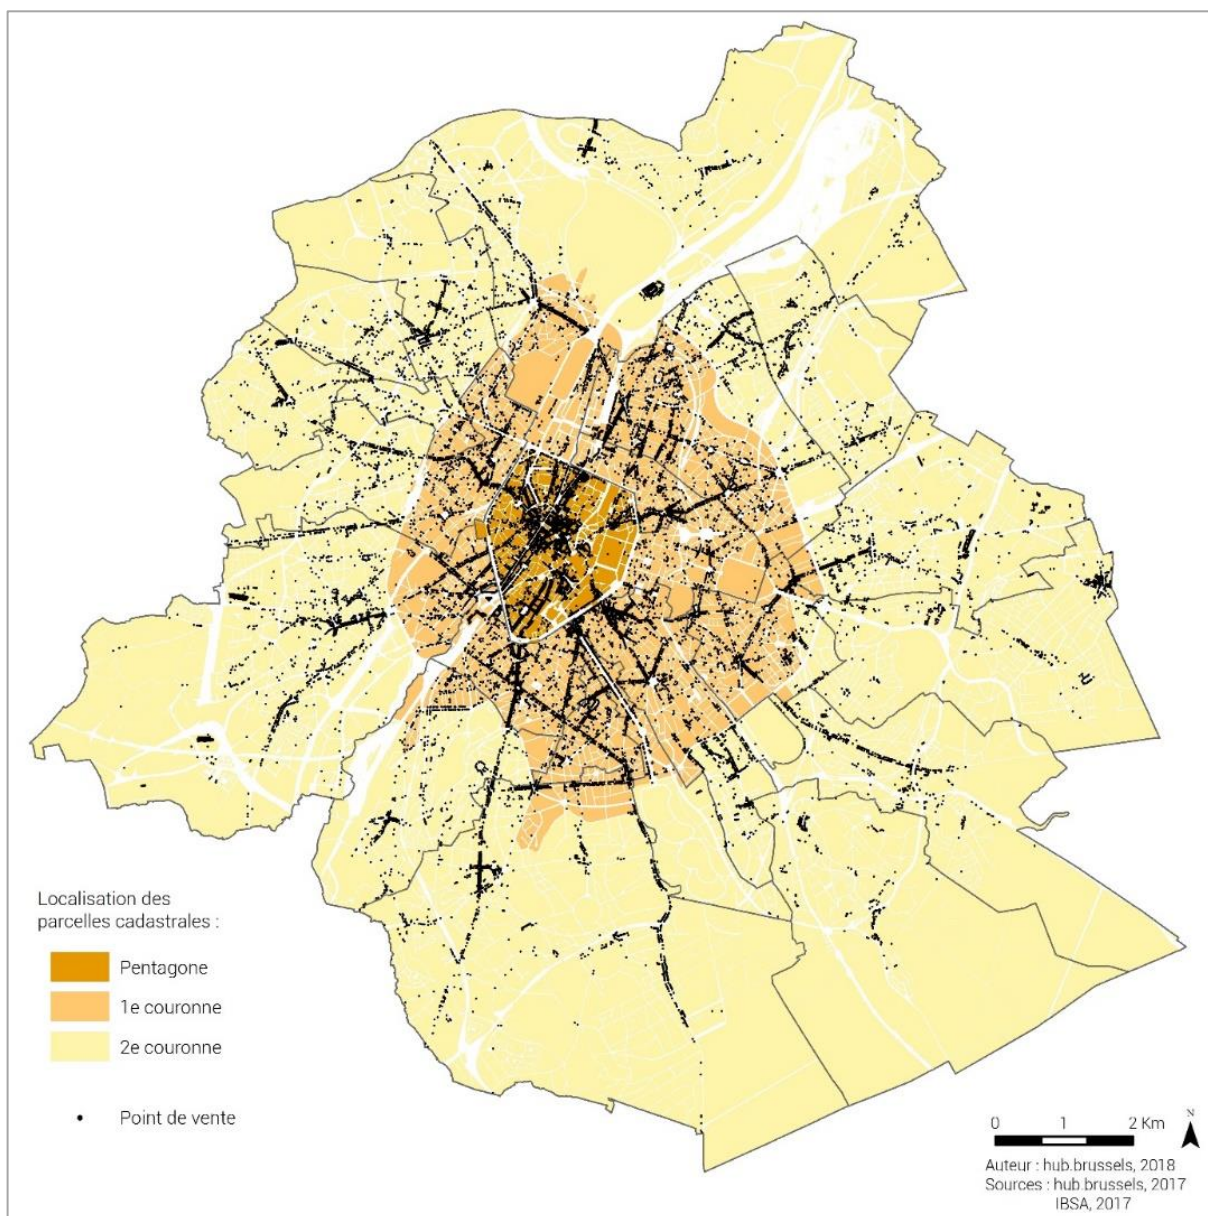 Localisation des
parcelles cadastrales :
Pentagone
1e couronne
2e couronne
Point de vente
0 1 2 Km
N
Auteur : hub.brussels, 2018
Sources : hub.brussels, 2017
IBSA, 2017